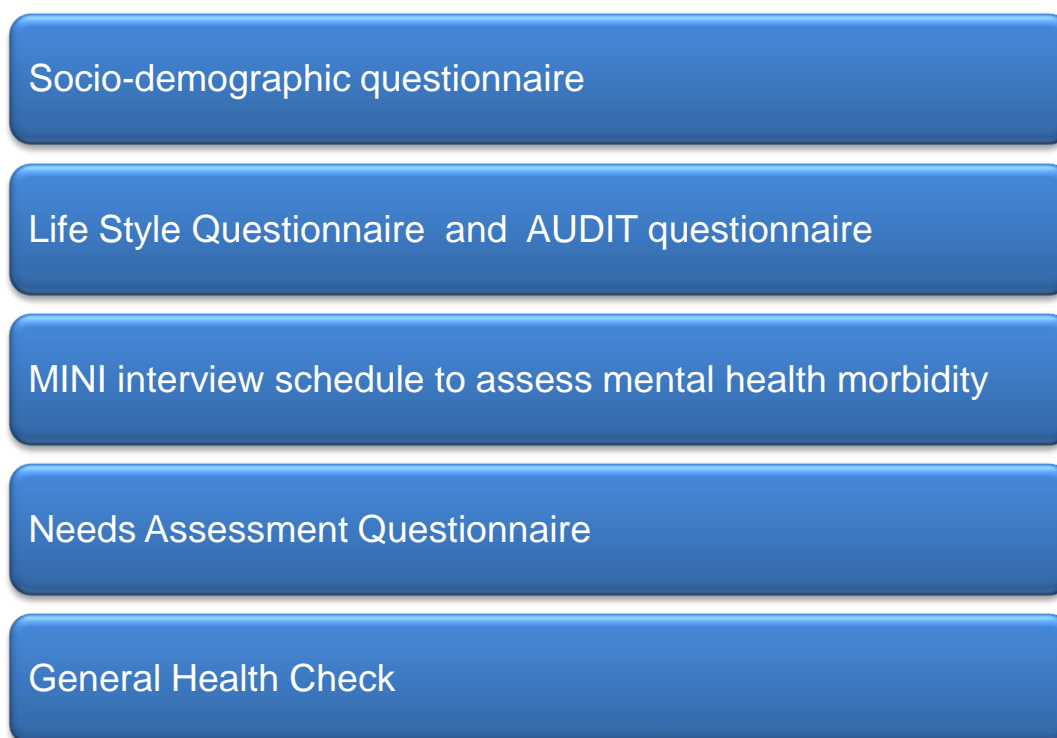 Socio-demographic questionnaire
Life Style Questionnaire  and  AUDIT questionnaire
MINI interview schedule to assess mental health morbidity
Needs Assessment Questionnaire
General Health Check